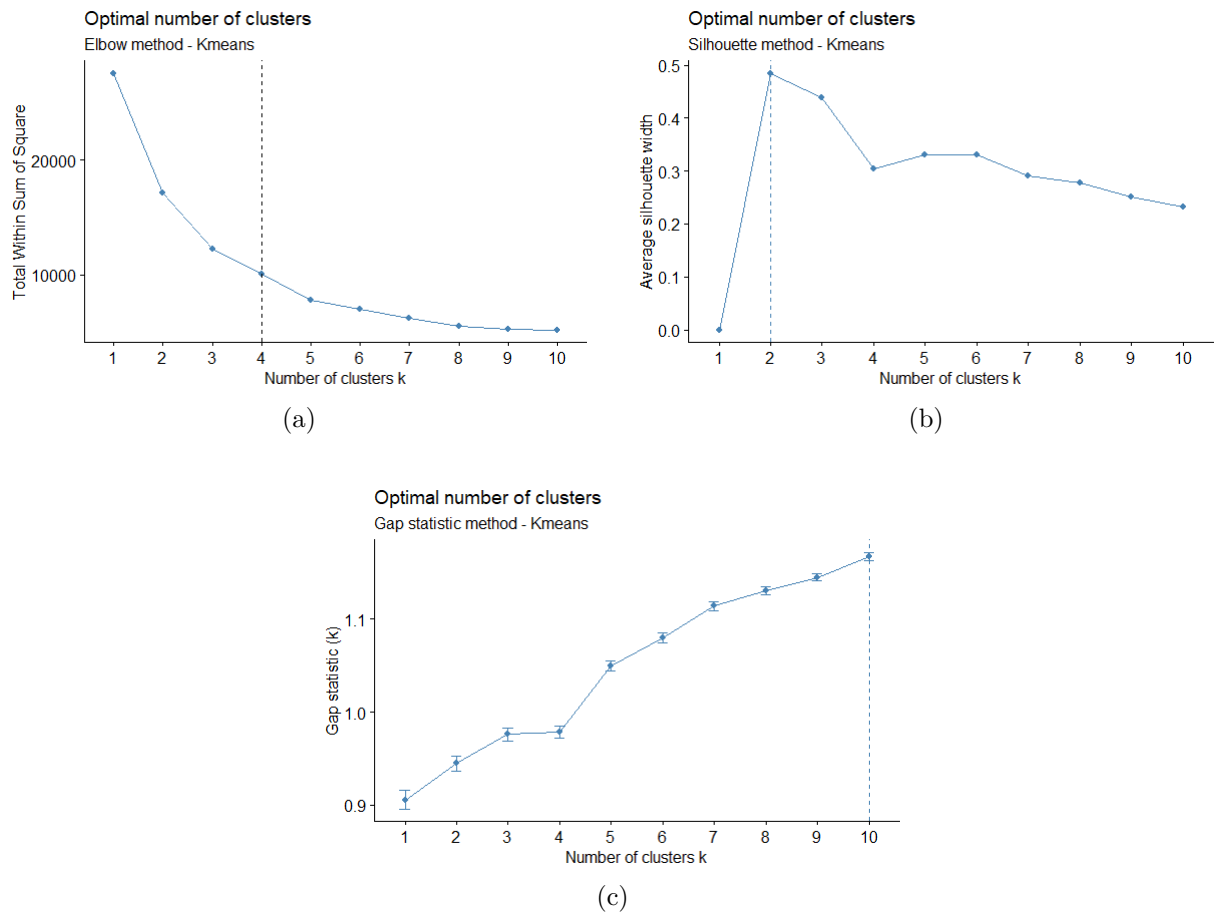 Optimal number of clusters
Elbow method - Kmeans
Total Within Sum of Square
20000
10000
1 2 3 4 5 6 7 8 9 10
Number of clusters k
(a)
Optimal number of clusters
Silhouette method - Kmeans
Average silhouette width
0.5
0.4
0.3
0.2
0.1
0.0
1 2 3 4 5 6 7 8 9 10
Number of clusters k
(b)
Optimal number of clusters
Gap statistic method - Kmeans
Gap statistic (k)
1.1
1.0
0.9
1 2 3 4 5 6 7 8 9 10
Number of clusters k
(c)